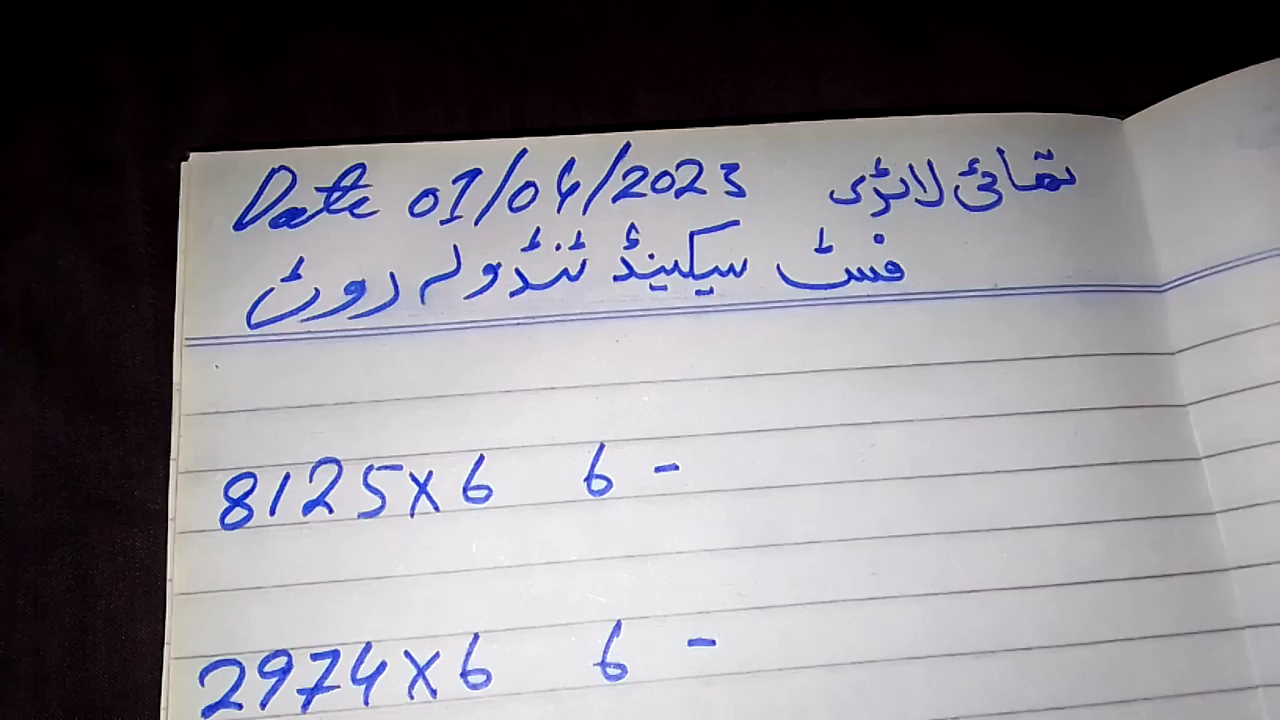 Date 01/04/2023 تھائی لاٹری
فسٹ سیکینڈ ٹنڈولہ روٹ
8125x6 6 -
2974x6 6 -